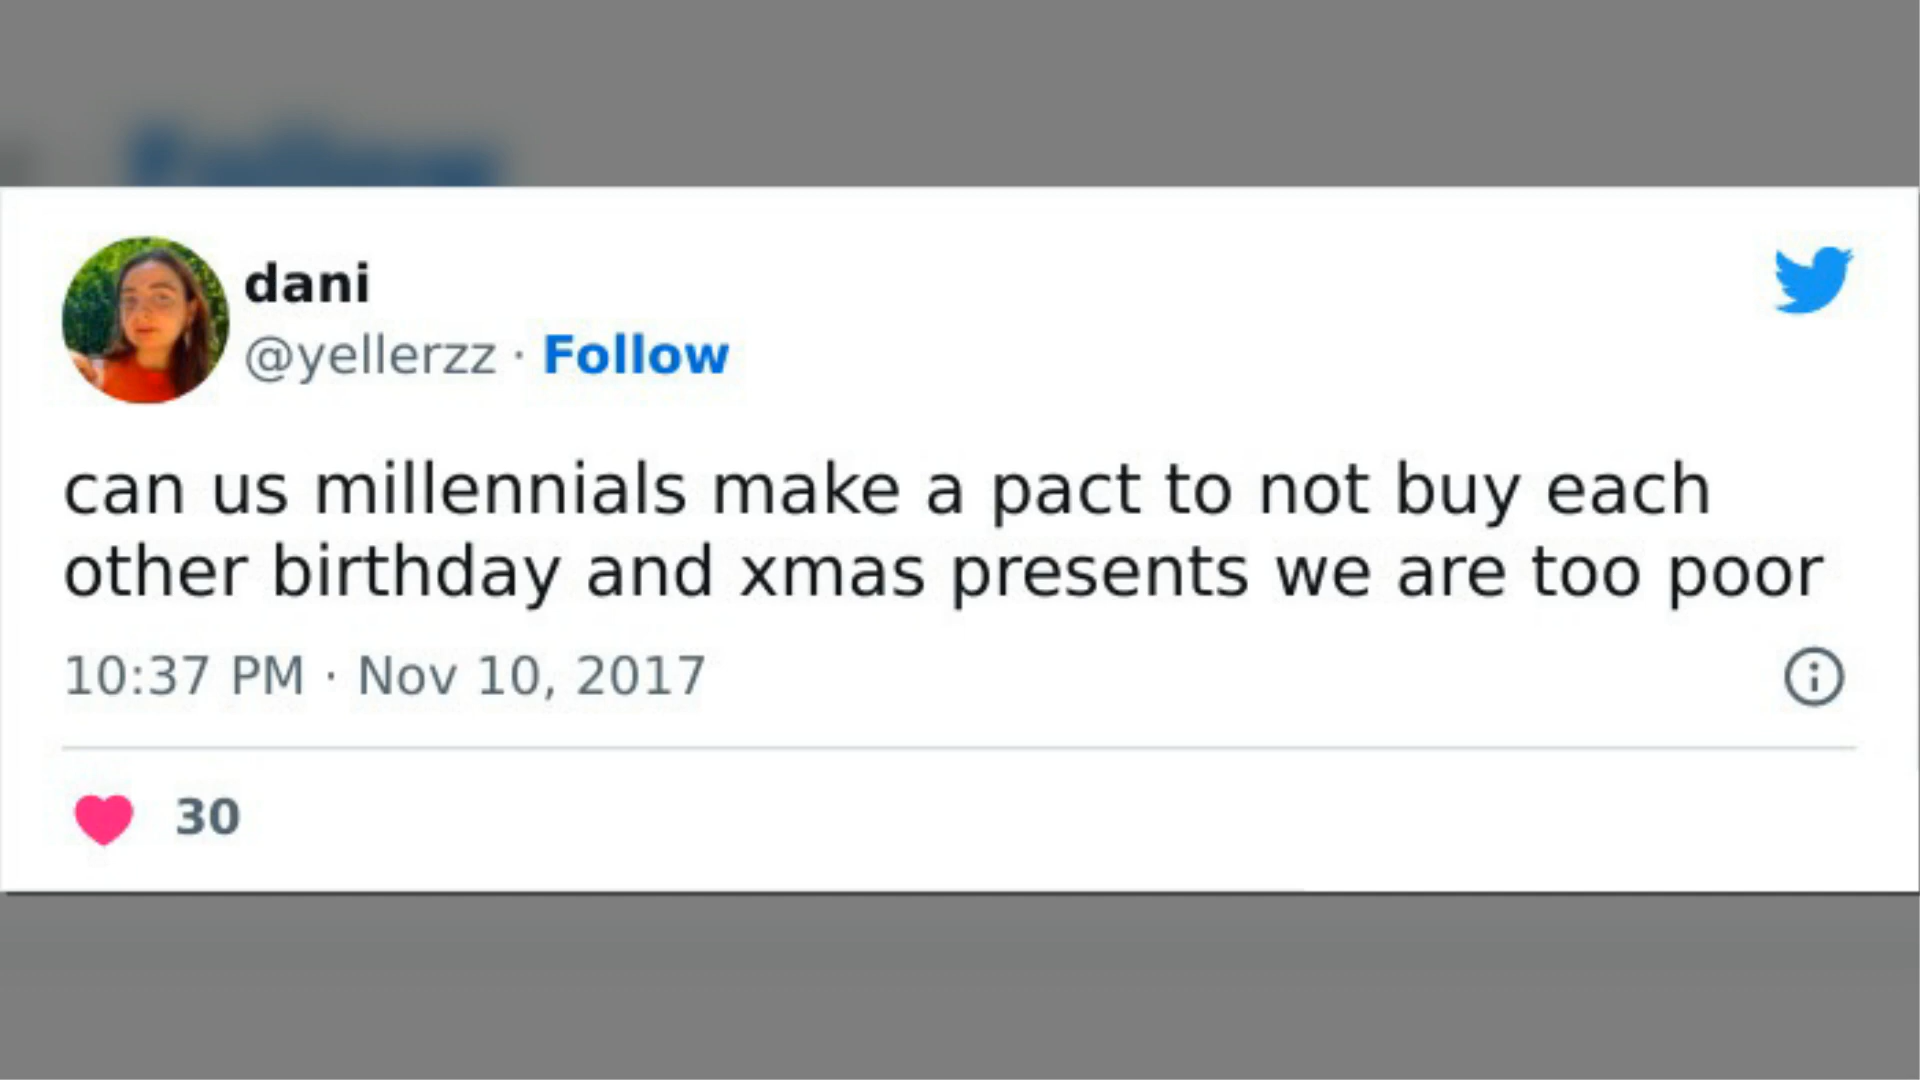 dani
@yellerzz · Follow
can us millennials make a pact to not buy each
other birthday and xmas presents we are too poor
10:37 PM · Nov 10, 2017
30